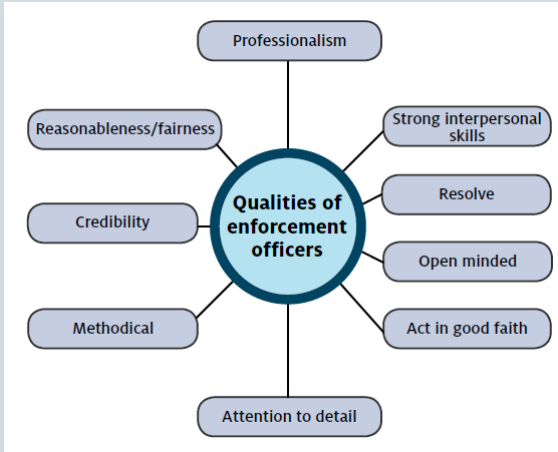 Professionalism
Reasonableness/fairness
Strong interpersonal
skills
Resolve
Credibility
Qualities of
enforcement
officers
Open minded
Methodical
Act in good faith
Attention to detail